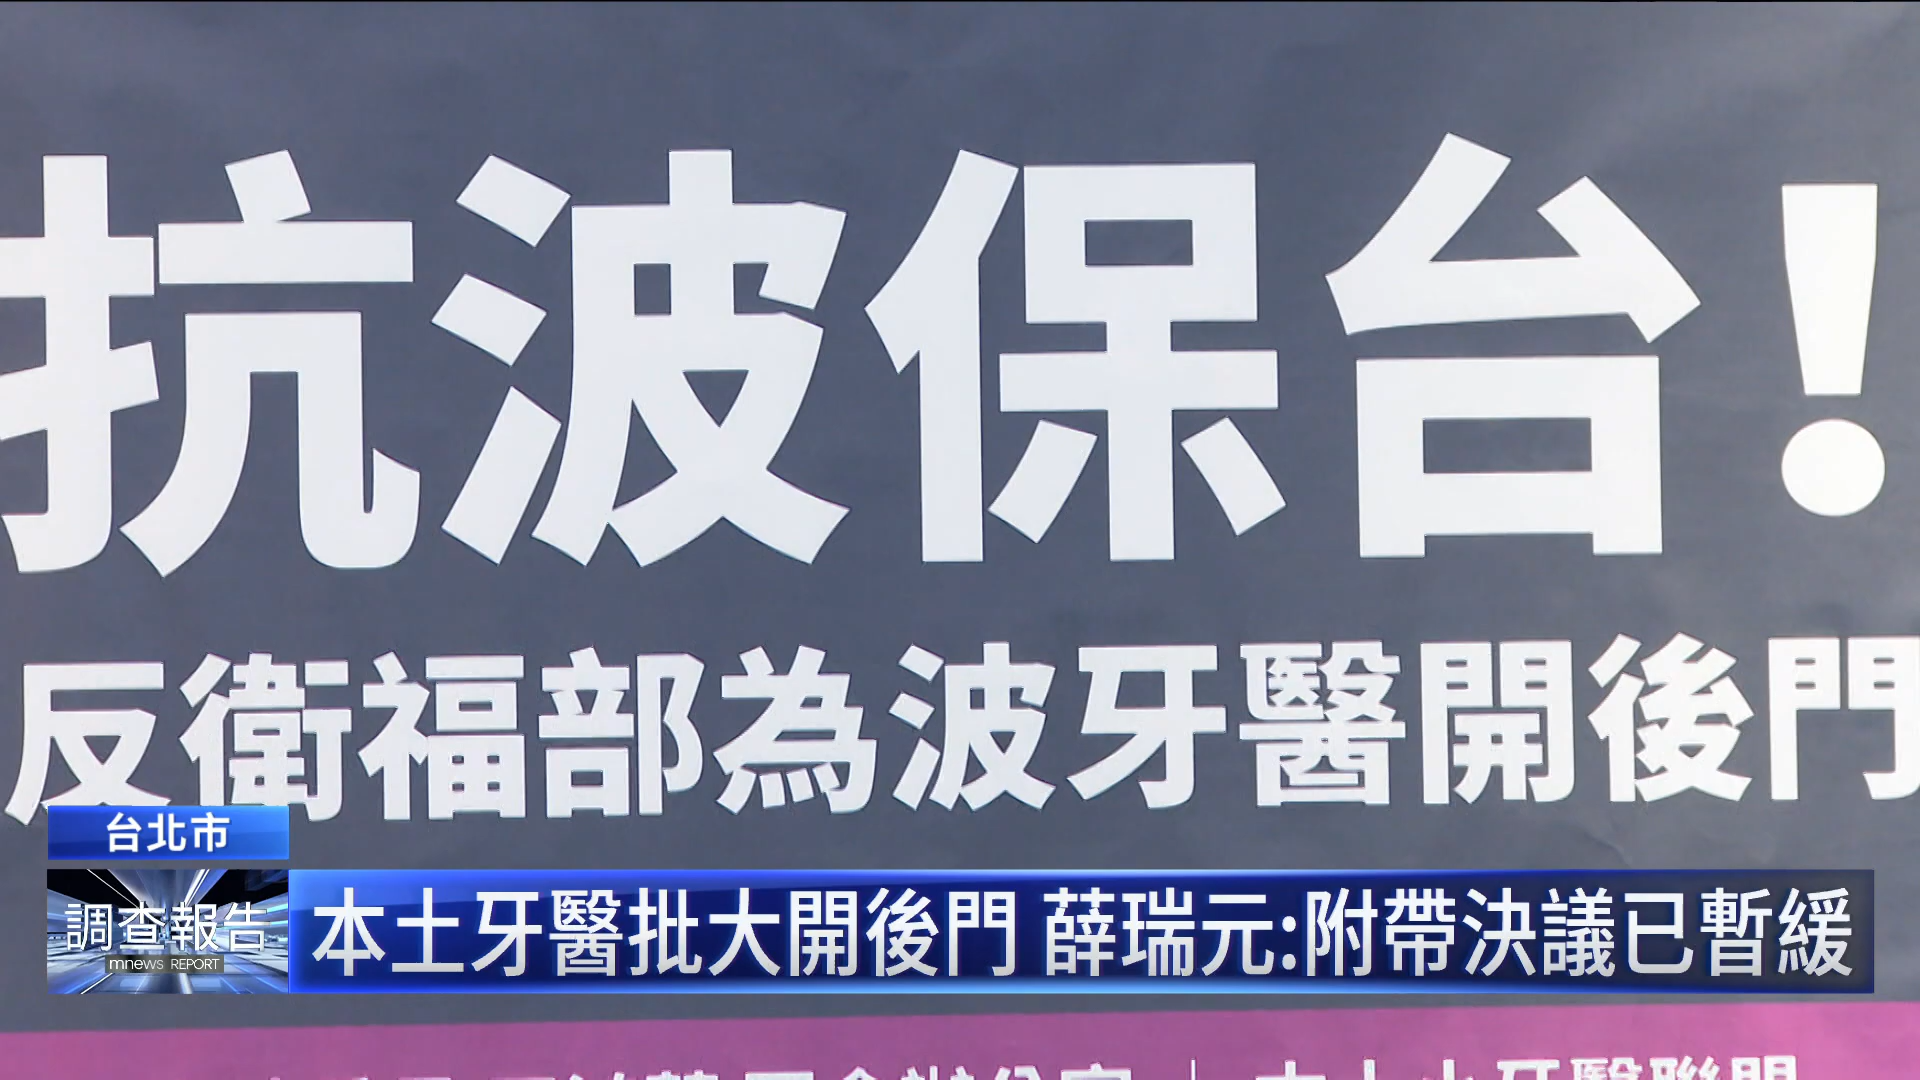 抗波保台!
反衛福部為波牙醫開後門
台北市
調查報告
mnews REPORT
本土牙醫批大開後門 薛瑞元:附帶決議已暫緩